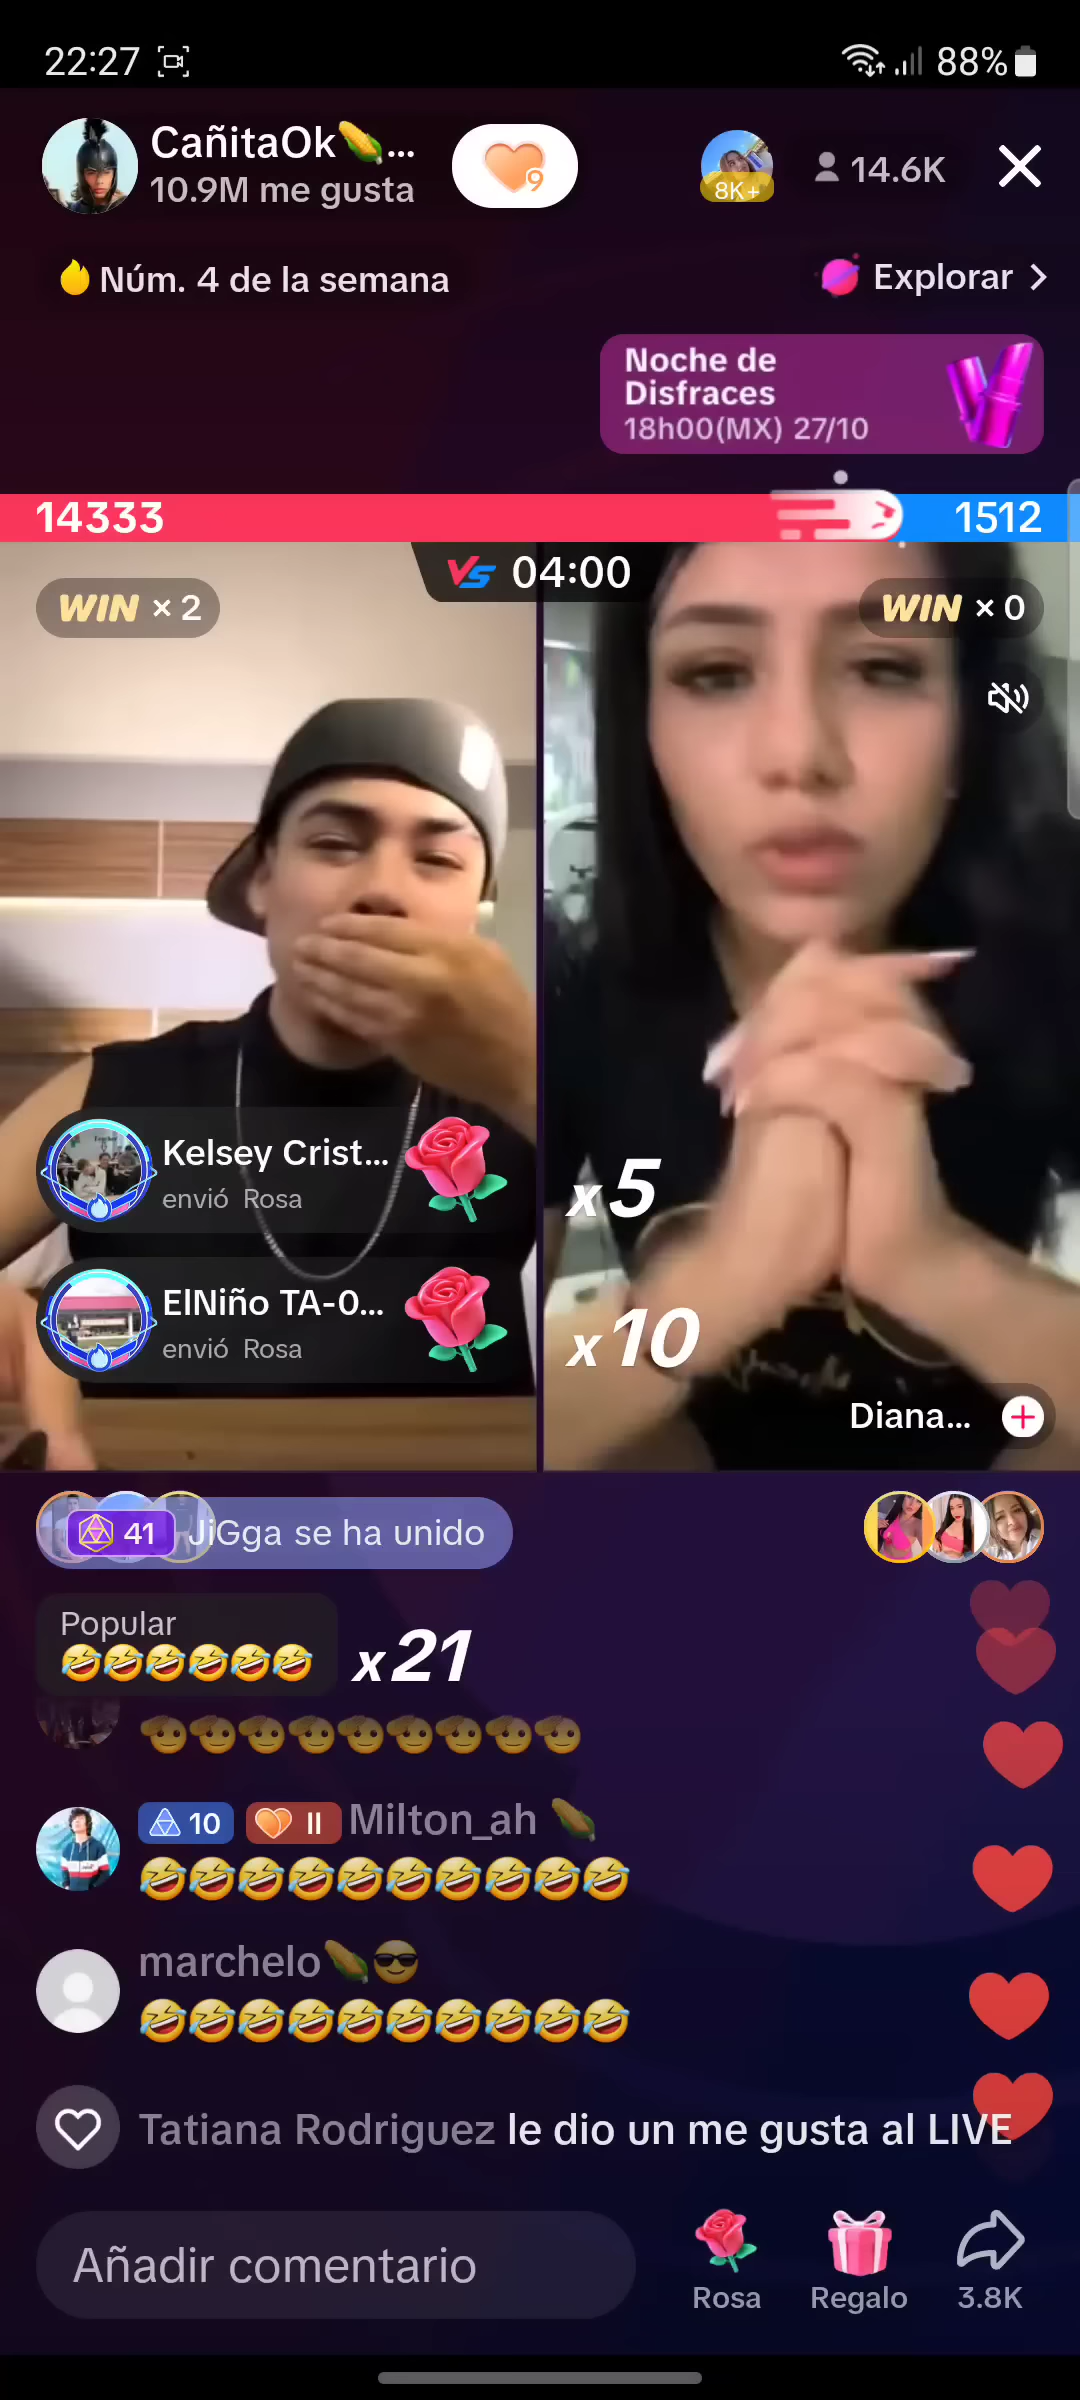 22:27
88%
CañitaOk🌽...
10.9M me gusta
9
8K+
14.6K
Núm. 4 de la semana
Explorar
Noche de
Disfraces
18h00(MX) 27/10
14333
1512
VS 04:00
WIN × 2
WIN × 0
Kelsey Crist...
envió Rosa
x5
ElNiño TA-0...
envió Rosa
x10
Diana...
41 JiGga se ha unido
Popular
🤣🤣🤣🤣🤣🤣
x21
🫡🫡🫡🫡🫡🫡🫡🫡🫡
10 II Milton_ah 🌽
🤣🤣🤣🤣🤣🤣🤣🤣🤣🤣
marchelo🌽😎
🤣🤣🤣🤣🤣🤣🤣🤣🤣🤣
Tatiana Rodriguez le dio un me gusta al LIVE
Añadir comentario
Rosa
Regalo
3.8K